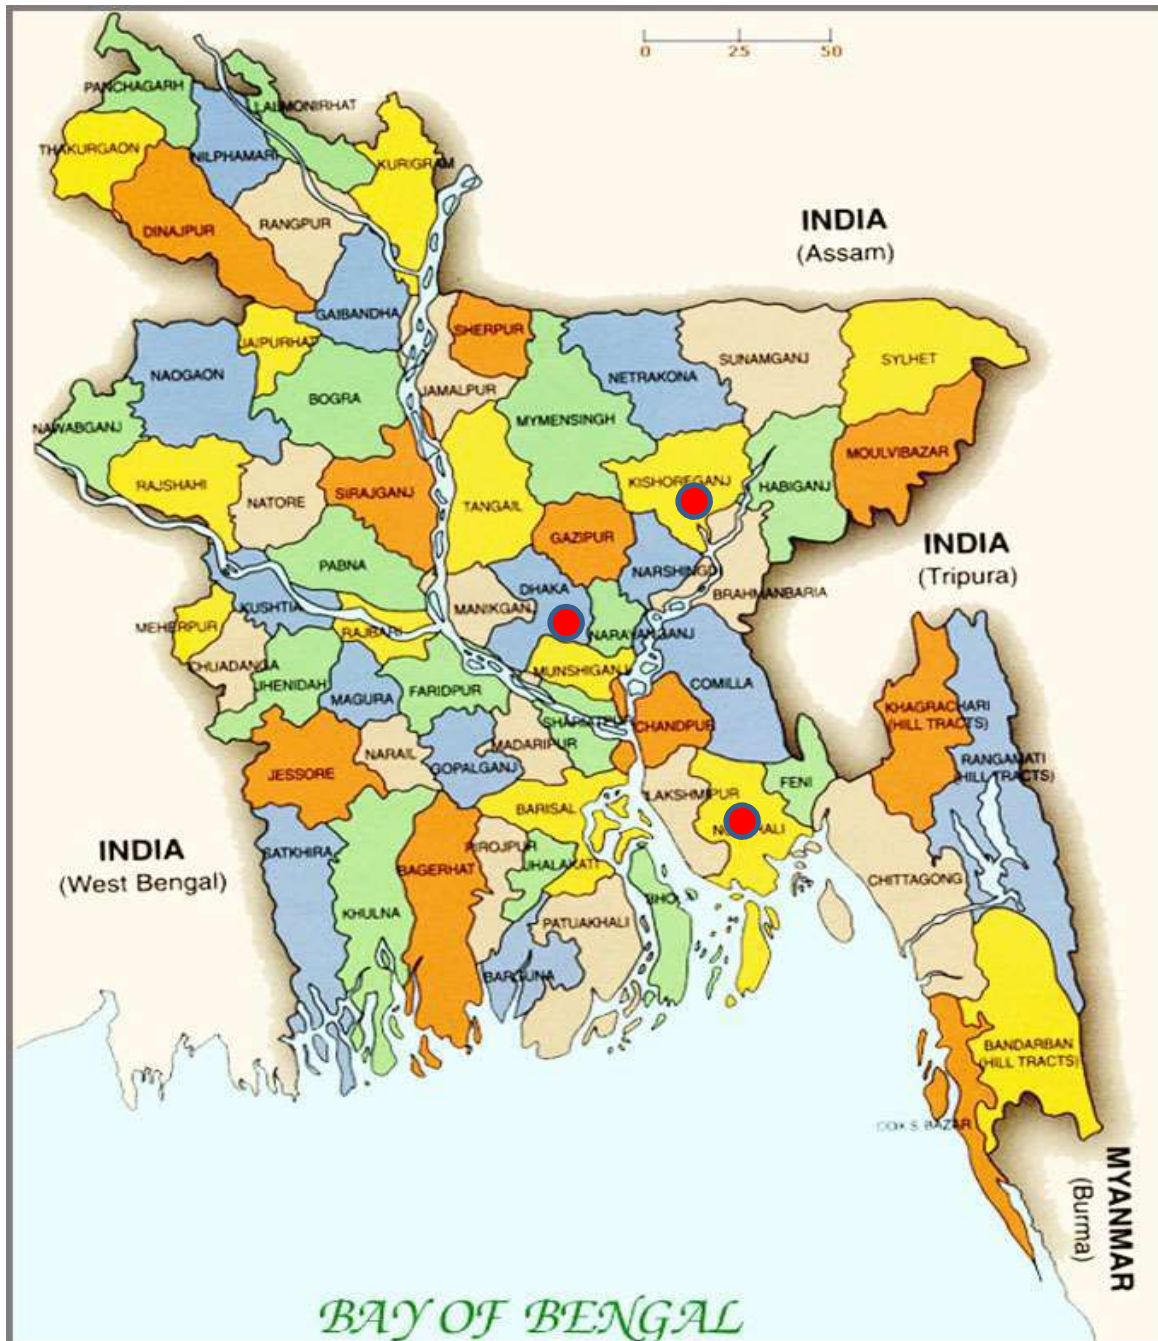 0 25 50
PANCHAGARH
LALMONIRHAT
THAKURGAON
NILPHAMARI
KURIGRAM
DINAJPUR
RANGPUR
INDIA
(Assam)
GAIBANDHA
SHERPUR
JAIPURHAT
SUNAMGANJ
SYLHET
NAOGAON
NETRAKONA
BOGRA
JAMALPUR
MYMENSINGH
NAWABGANJ
MOULVIBAZAR
RAJSHAHI
NATORE
SIRAJGANJ
TANGAIL
KISHOREGANJ
HABIGANJ
GAZIPUR
INDIA
(Tripura)
PABNA
DHAKA
NARSHINGDI
BRAHMANBARIA
KUSHTIA
MANIKGANJ
MEHERPUR
RAJBARI
NARAYANGANJ
CHUADANGA
JHENIDAH
MAGURA
FARIDPUR
MUNSHIGANJ
COMILLA
KHAGRACHARI
(HILL TRACTS)
SHARIATPUR
CHANDPUR
NARAIL
MADARIPUR
RANGAMATI
(HILL TRACTS)
JESSORE
GOPALGANJ
FENI
LAKSHMIPUR
BARISAL
INDIA
(West Bengal)
SATKHIRA
PIROJPUR
JHALAKATI
BAGERHAT
CHITTAGONG
KHULNA
PATUAKHALI
BARGUNA
BANDARBAN
(HILL TRACTS)
COX S. BAZAR
MYANMAR
(Burma)
BAY OF BENGAL